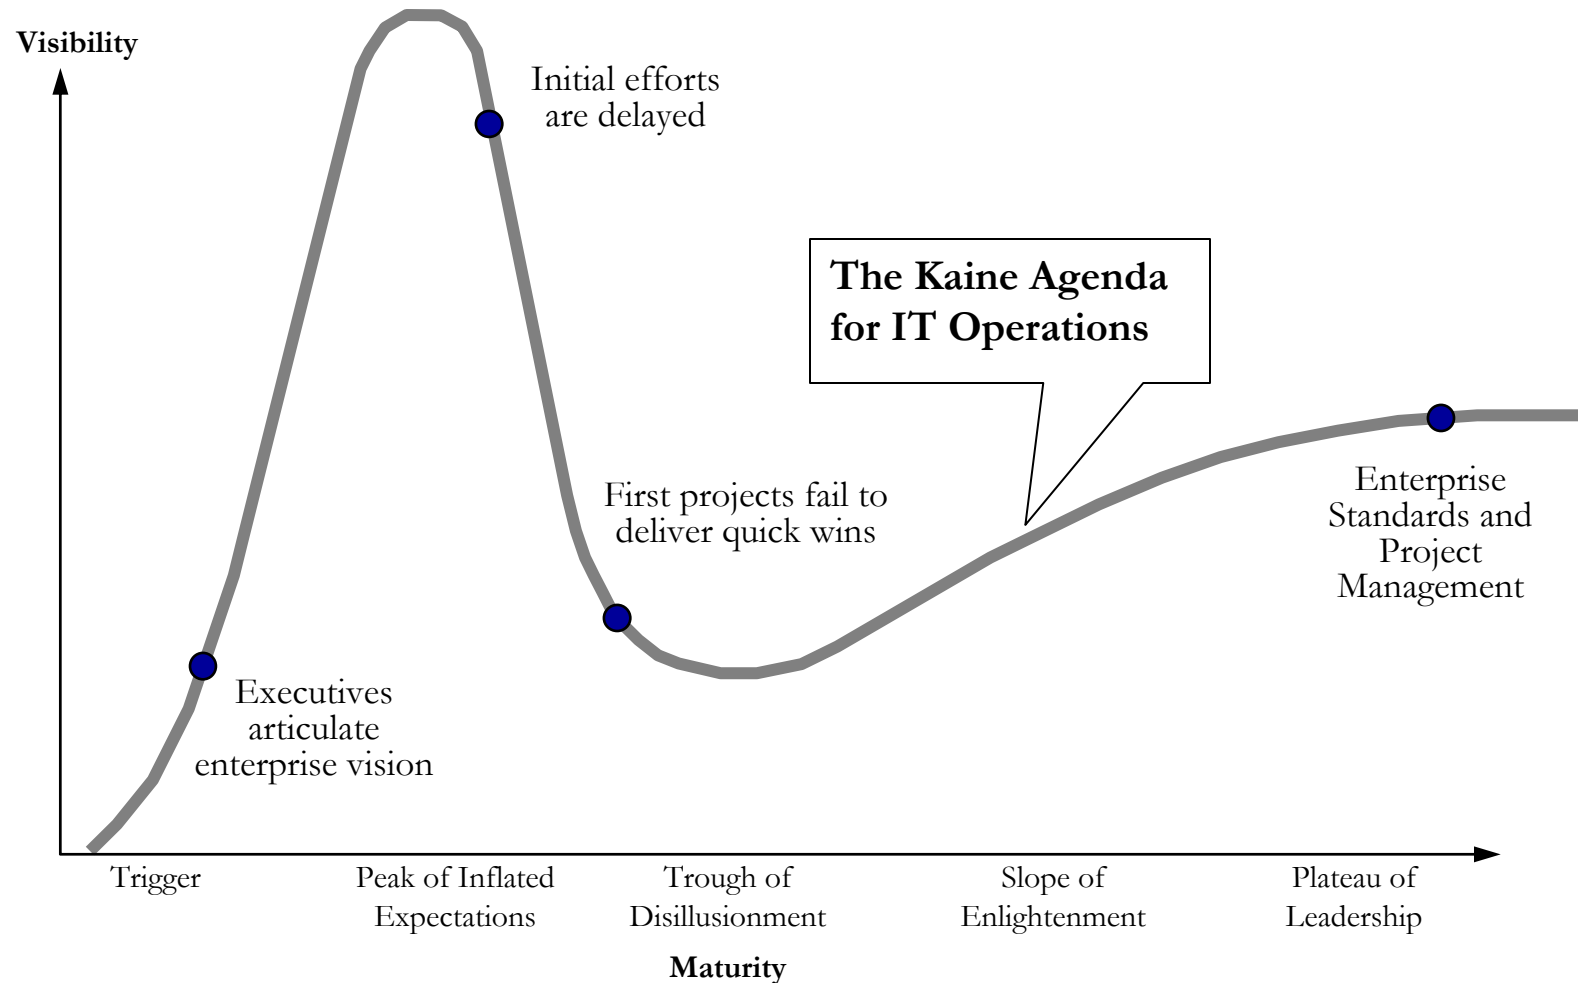 Visibility
Initial efforts
are delayed
The Kaine Agenda
for IT Operations
First projects fail to
deliver quick wins
Enterprise
Standards and
Project
Management
Executives
articulate
enterprise vision
Trigger
Peak of Inflated
Expectations
Trough of
Disillusionment
Slope of
Enlightenment
Plateau of
Leadership
Maturity